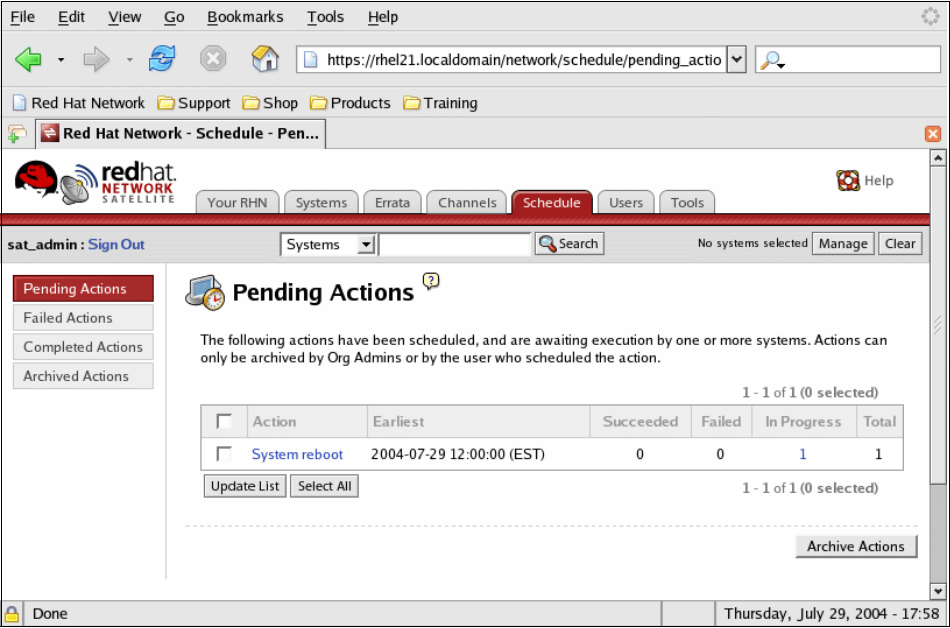 File Edit View Go Bookmarks Tools Help
https://rhel21.localdomain/network/schedule/pending_actio
Red Hat Network Support Shop Products Training
Red Hat Network - Schedule - Pen...
redhat.
NETWORK
SATELLITE
Help
Your RHN Systems Errata Channels Schedule Users Tools
sat_admin : Sign Out Systems Search No systems selected Manage Clear
Pending Actions
Failed Actions
Completed Actions
Archived Actions
Pending Actions ?
The following actions have been scheduled, and are awaiting execution by one or more systems. Actions can
only be archived by Org Admins or by the user who scheduled the action.
1 - 1 of 1 (0 selected)
Action Earliest Succeeded Failed In Progress Total
System reboot 2004-07-29 12:00:00 (EST) 0 0 1 1
Update List Select All
1 - 1 of 1 (0 selected)
Archive Actions
Done Thursday, July 29, 2004 - 17:58